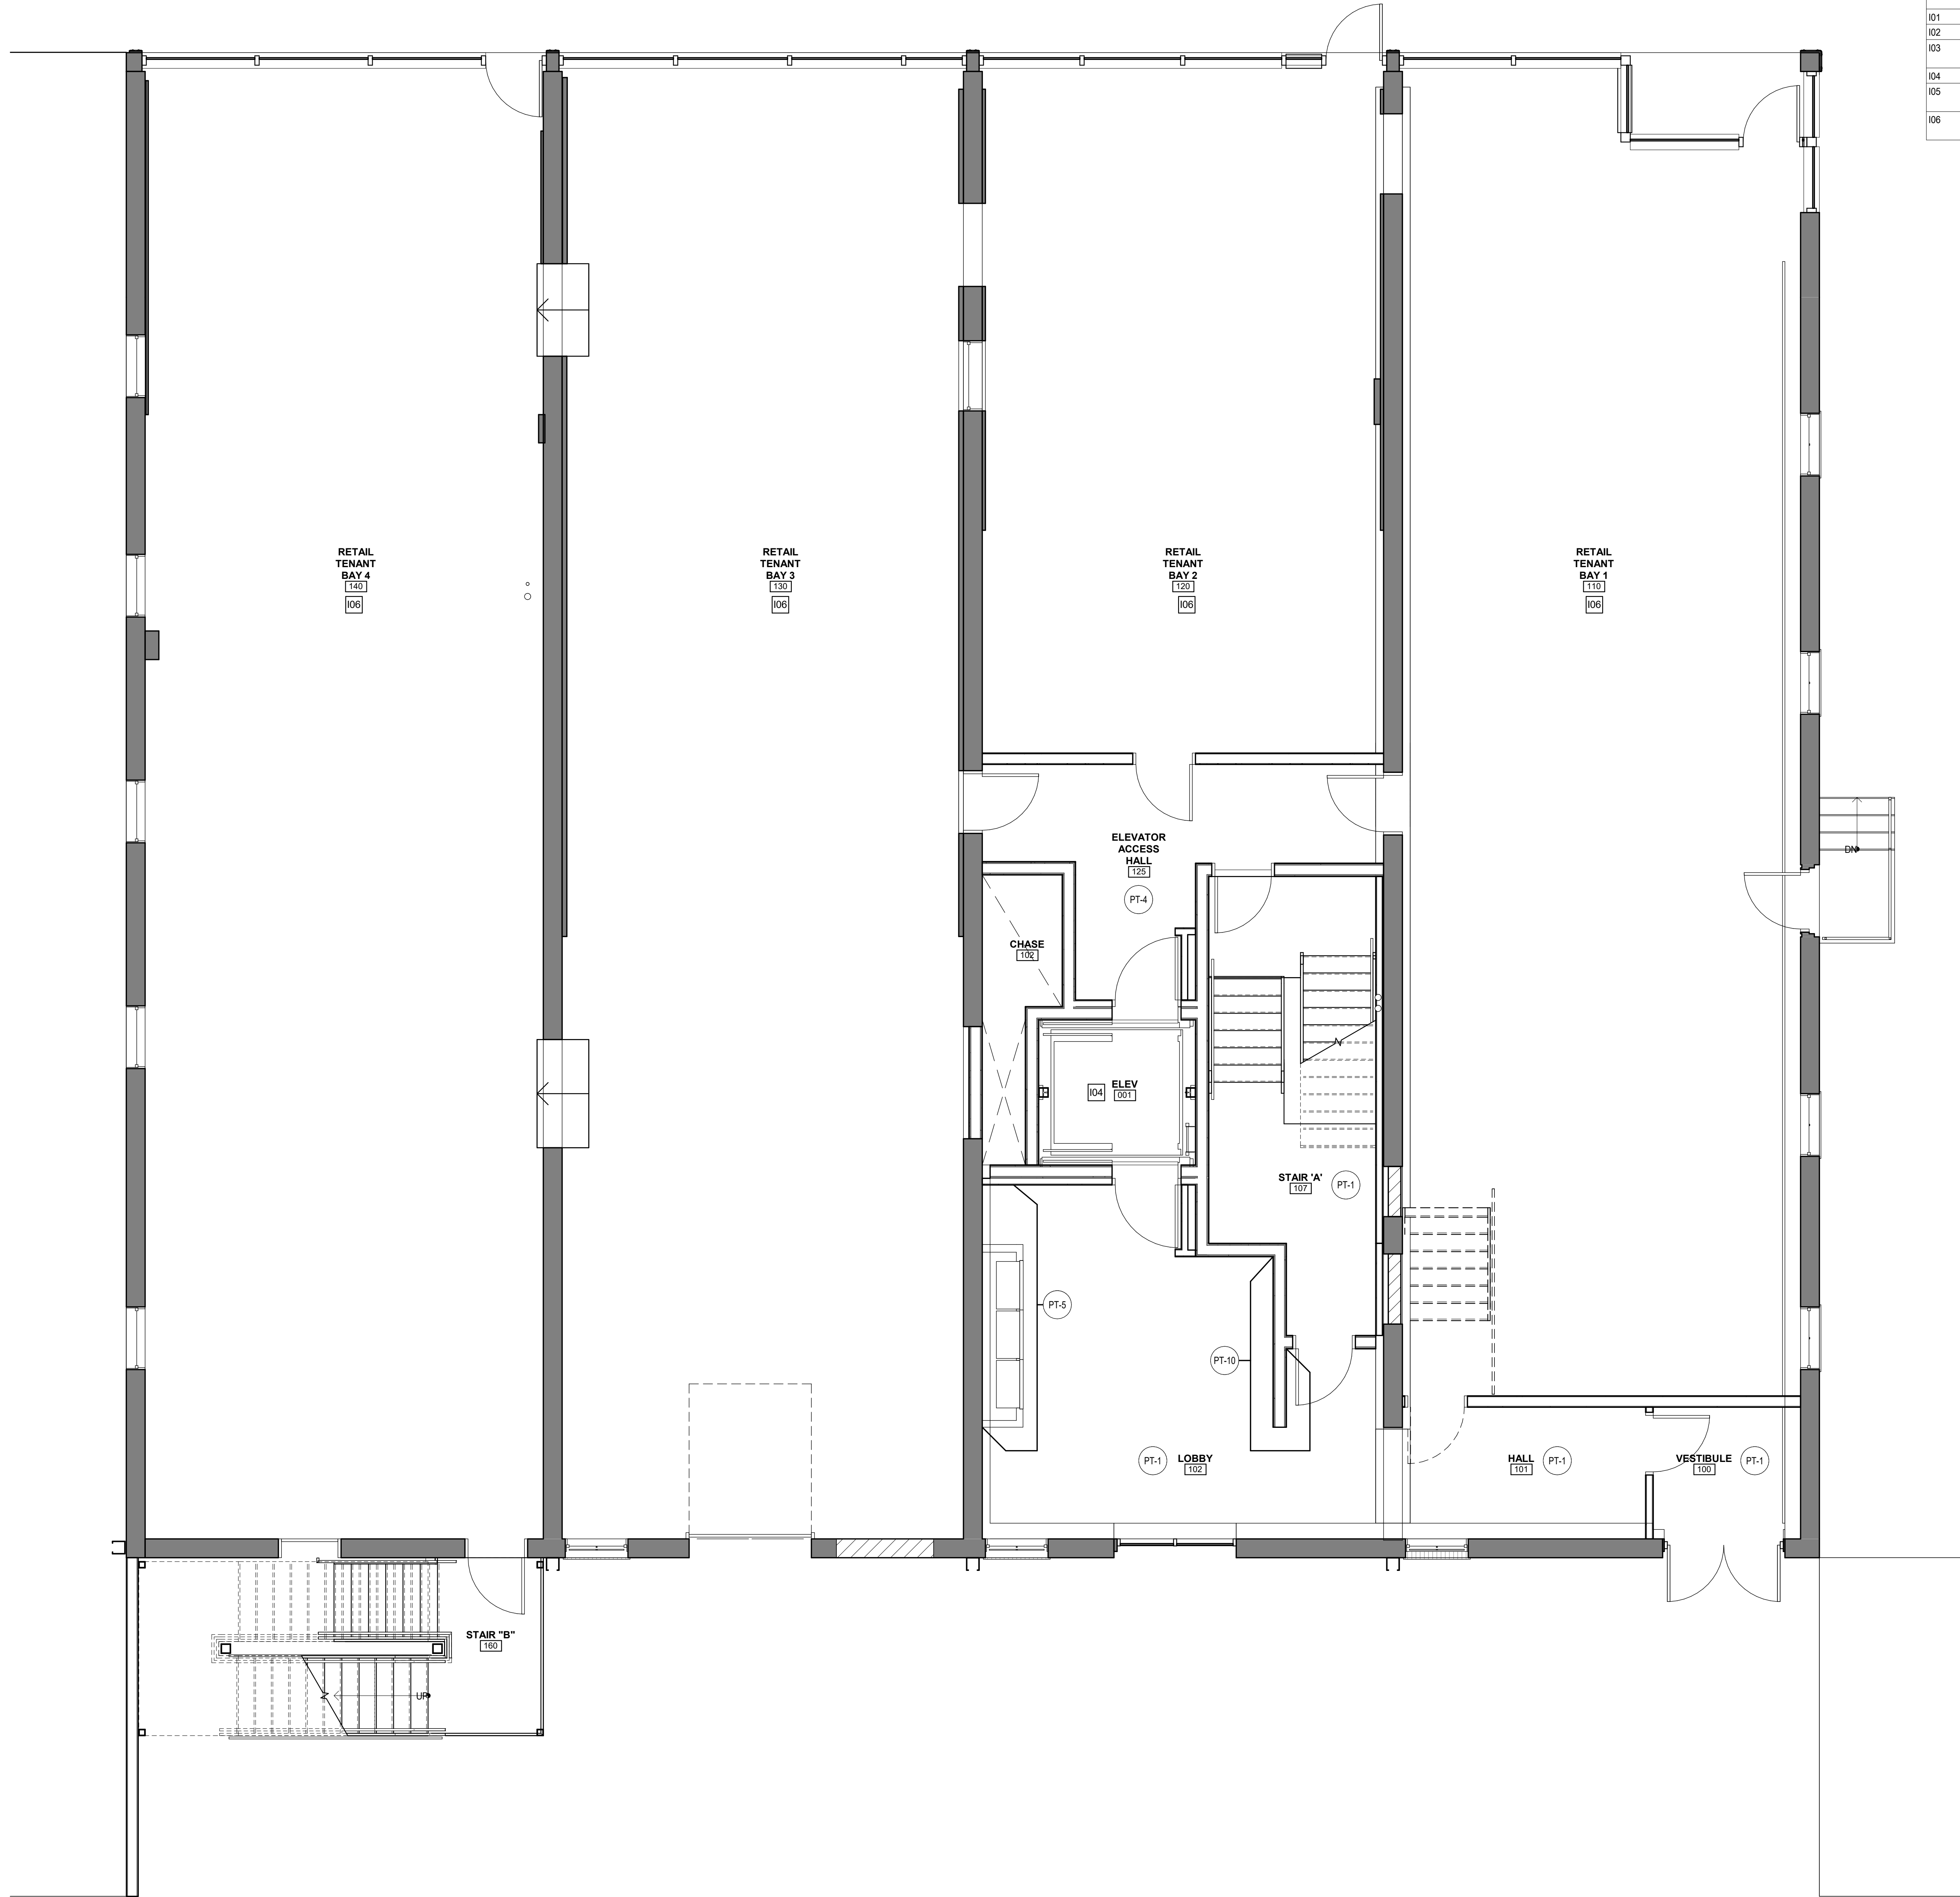 I01
I02
I03
I04
I05
I06
RETAIL
TENANT
BAY 4
140
I06
RETAIL
TENANT
BAY 3
130
I06
RETAIL
TENANT
BAY 2
120
I06
RETAIL
TENANT
BAY 1
110
I06
ELEVATOR
ACCESS
HALL
125
PT-4
DN
CHASE
102
I04
ELEV
001
STAIR 'A'
107
PT-1
PT-5
PT-10
PT-1
LOBBY
102
HALL
101
PT-1
VESTIBULE
100
PT-1
STAIR "B"
160
UP